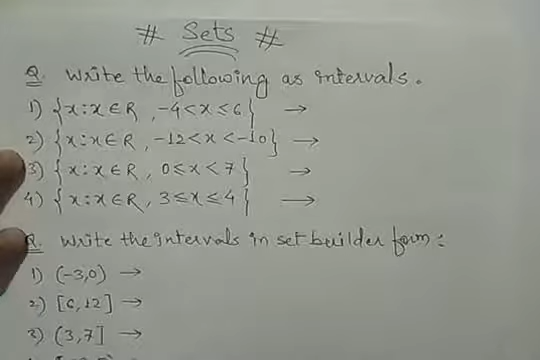 # Sets #
Q. Write the following as intervals.
1) {x : x ∈ R, -4 < x ≤ 6} →
2) {x : x ∈ R, -12 < x < -10} →
3) {x : x ∈ R, 0 ≤ x < 7} →
4) {x : x ∈ R, 3 ≤ x ≤ 4} →
Q. Write the intervals in set builder form :
1) (-3,0) →
2) [6,12] →
3) (3,7] →